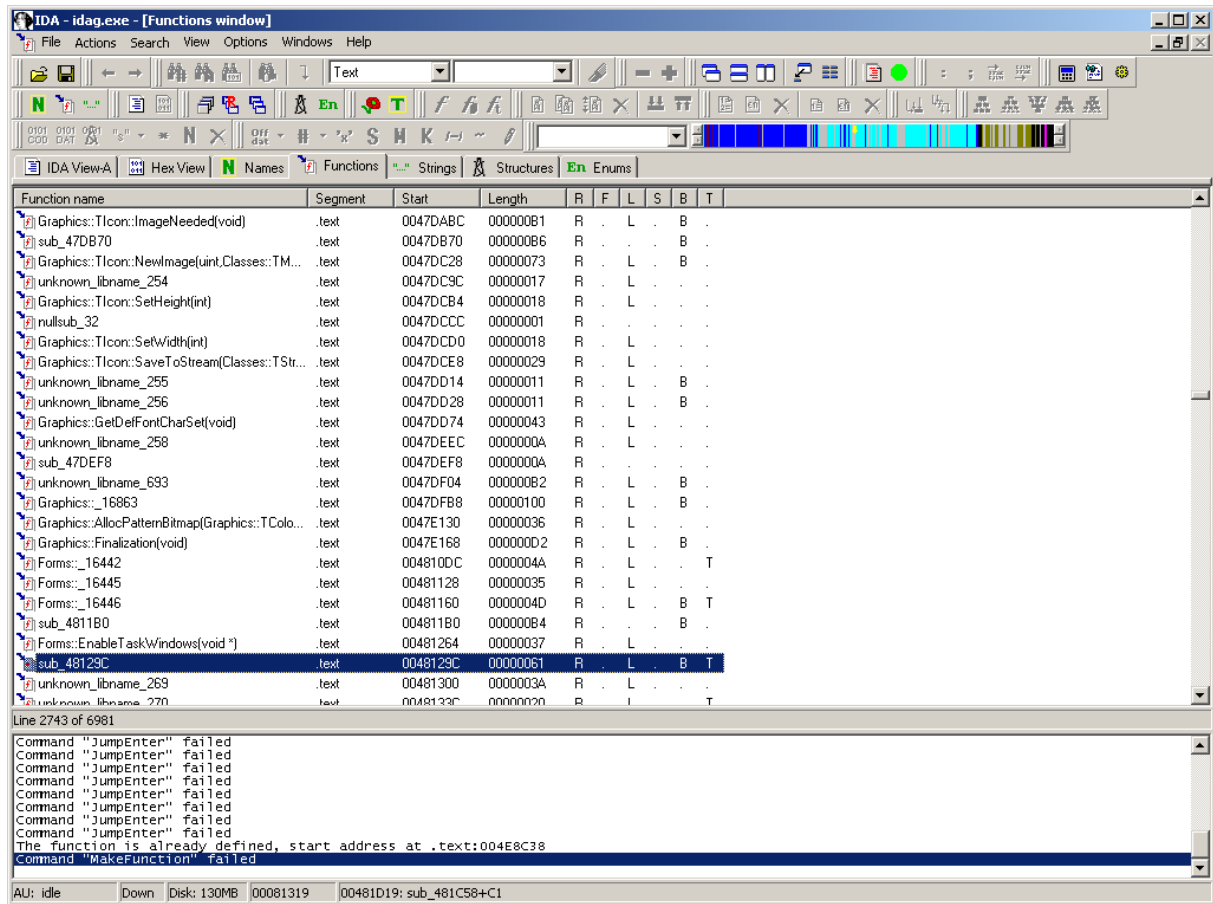 IDA - idag.exe - [Functions window]
File Actions Search View Options Windows Help
Text
N En T
Off dat 'x' S M K
IDA View-A Hex View N Names Functions Strings Structures En Enums
Function name Segment Start Length R F L S B T
Graphics::TIcon::ImageNeeded(void) .text 0047DABC 000000B1 R . L . B .
sub_47DB70 .text 0047DB70 000000B6 R . . . B .
Graphics::TIcon::NewImage(uint,Classes::TM... .text 0047DC28 00000073 R . L . B .
unknown_libname_254 .text 0047DC9C 00000017 R . L . . .
Graphics::TIcon::SetHeight(int) .text 0047DCB4 00000018 R . L . . .
nullsub_32 .text 0047DCCC 00000001 R . . . . .
Graphics::TIcon::SetWidth(int) .text 0047DCD0 00000018 R . L . . .
Graphics::TIcon::SaveToStream(Classes::TStr... .text 0047DCE8 00000029 R . L . . .
unknown_libname_255 .text 0047DD14 00000011 R . L . B .
unknown_libname_256 .text 0047DD28 00000011 R . L . B .
Graphics::GetDefFontCharSet(void) .text 0047DD74 00000043 R . L . . .
unknown_libname_258 .text 0047DEEC 0000000A R . L . . .
sub_47DEF8 .text 0047DEF8 0000000A R . . . . .
unknown_libname_693 .text 0047DF04 000000B2 R . L . B .
Graphics::_16863 .text 0047DFB8 00000100 R . L . B .
Graphics::AllocPatternBitmap(Graphics::TColo... .text 0047E130 00000036 R . L . . .
Graphics::Finalization(void) .text 0047E168 000000D2 R . L . B .
Forms::_16442 .text 004810DC 0000004A R . L . . T
Forms::_16445 .text 00481128 00000035 R . L . . .
Forms::_16446 .text 00481160 0000004D R . L . B T
sub_4811B0 .text 004811B0 000000B4 R . . . B .
Forms::EnableTaskWindows(void *) .text 00481264 00000037 R . L . . .
sub_48129C .text 0048129C 00000061 R . L . B T
unknown_libname_269 .text 00481300 0000003A R . L . . .
unknown_libname_270 .text 0048133C 00000020 R . L . . T
Line 2743 of 6981
Command "JumpEnter" failed
Command "JumpEnter" failed
Command "JumpEnter" failed
Command "JumpEnter" failed
Command "JumpEnter" failed
Command "JumpEnter" failed
Command "JumpEnter" failed
Command "JumpEnter" failed
The function is already defined, start address at .text:004E8C38
Command "MakeFunction" failed
AU: idle Down Disk: 130MB 00081319 00481D19: sub_481C58+C1